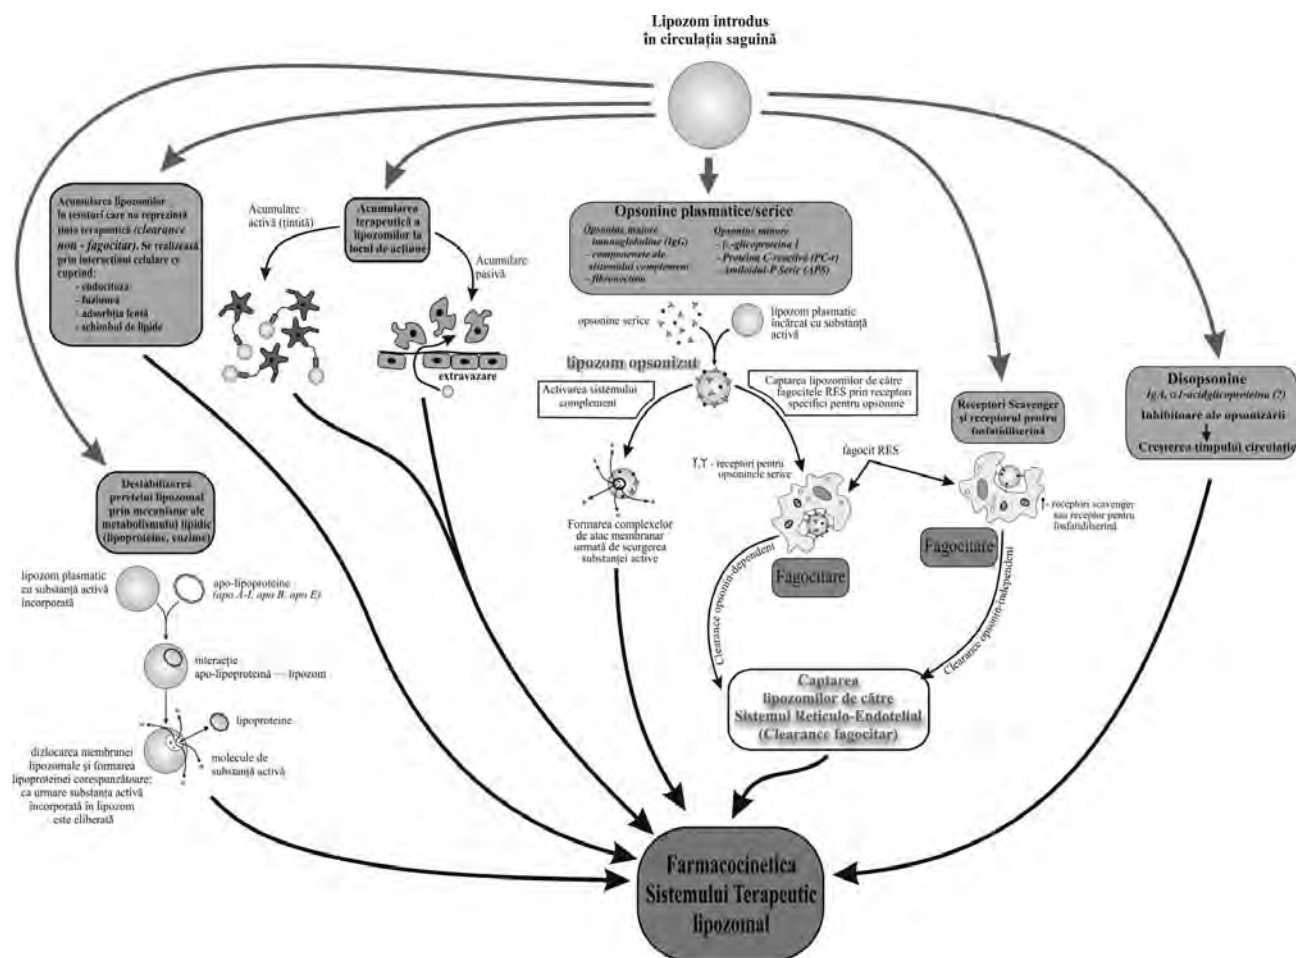 Lipozom introdus
în circulația saguină
Acumularea lipozomilor
în țesuturi care nu reprezintă
ținta terapeutică (clearance
non - fagocitar). Se realizează
prin interacțiuni celulare ce
cuprind:
- endocitoza
- fuziunea
- adsorbția lentă
- schimbul de lipide
Acumulare
activă (țintită)
Acumularea
terapeutică a
lipozomilor la
locul de acțiune
Acumulare
pasivă
extravazare
Opsonine plasmatice/serice
Opsonine majore
- imunoglobuline (IgG)
- componente ale
sistemului complement
- fibronectina
Opsonine minore
-glicoproteina I
- Proteina C-reactivă (PC-r)
Amiloidul-P Seric (APS)
opsonine serice
lipozom plasmatic
încărcat cu substanță
activă
lipozom opsonizat
Activarea sistemului
complement
Captarea lipozomilor de către
fagocitele RES prin receptori
specifici pentru opsonine
- receptori pentru
opsoninele serice
fagocit RES
Formarea complexelor
de atac membranar
urmată de scurgerea
substanței active
Fagocitare
Clearance opsonin-dependent
Receptori Scavenger
și receptorul pentru
fosfatidilserină
- receptori scavenger
sau receptor pentru
fosfatidilserină
Fagocitare
Clearance opsonin-independent
Disopsonine
IgA, α1-acidglicoproteina (?)
Inhibitoare ale opsonizării
Creșterea timpului circulație
Destabilizarea
peretelui lipozomal
prin mecanisme ale
metabolismului lipidic
(lipoproteine, enzime)
lipozom plasmatic
cu substanță activă
încorporată
apo-lipoproteine
(apo A-I, apo B, apo E)
interacție
apo-lipoproteină — lipozom
lipoproteine
molecule de
substanță activă
dizlocarea membranei
lipozomale și formarea
lipoproteinei corespunzătoare;
ca urmare substanța activă
încorporată în lipozom
este eliberată
Captarea
lipozomilor de către
Sistemul Reticulo-Endotelial
(Clearance fagocitar)
Farmacocinetica
Sistemului Terapeutic
lipozomal